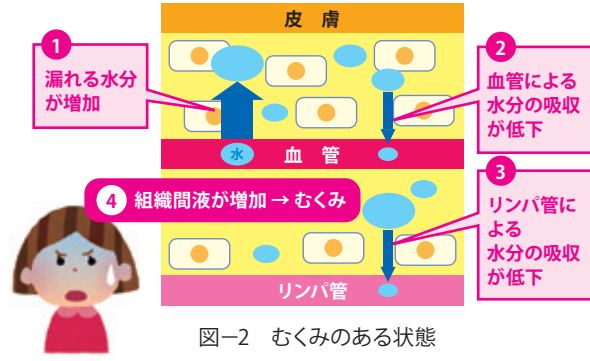 皮 膚
1
漏れる水分
が増加
2
血管による
水分の吸収
が低下
水
血 管
4 組織間液が増加 → むくみ
3
リンパ管に
よる
水分の吸収
が低下
リンパ管
図−2　むくみのある状態